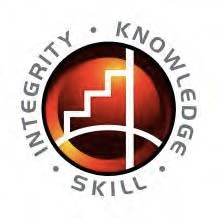 INTEGRITY • KNOWLEDGE • SKILL •